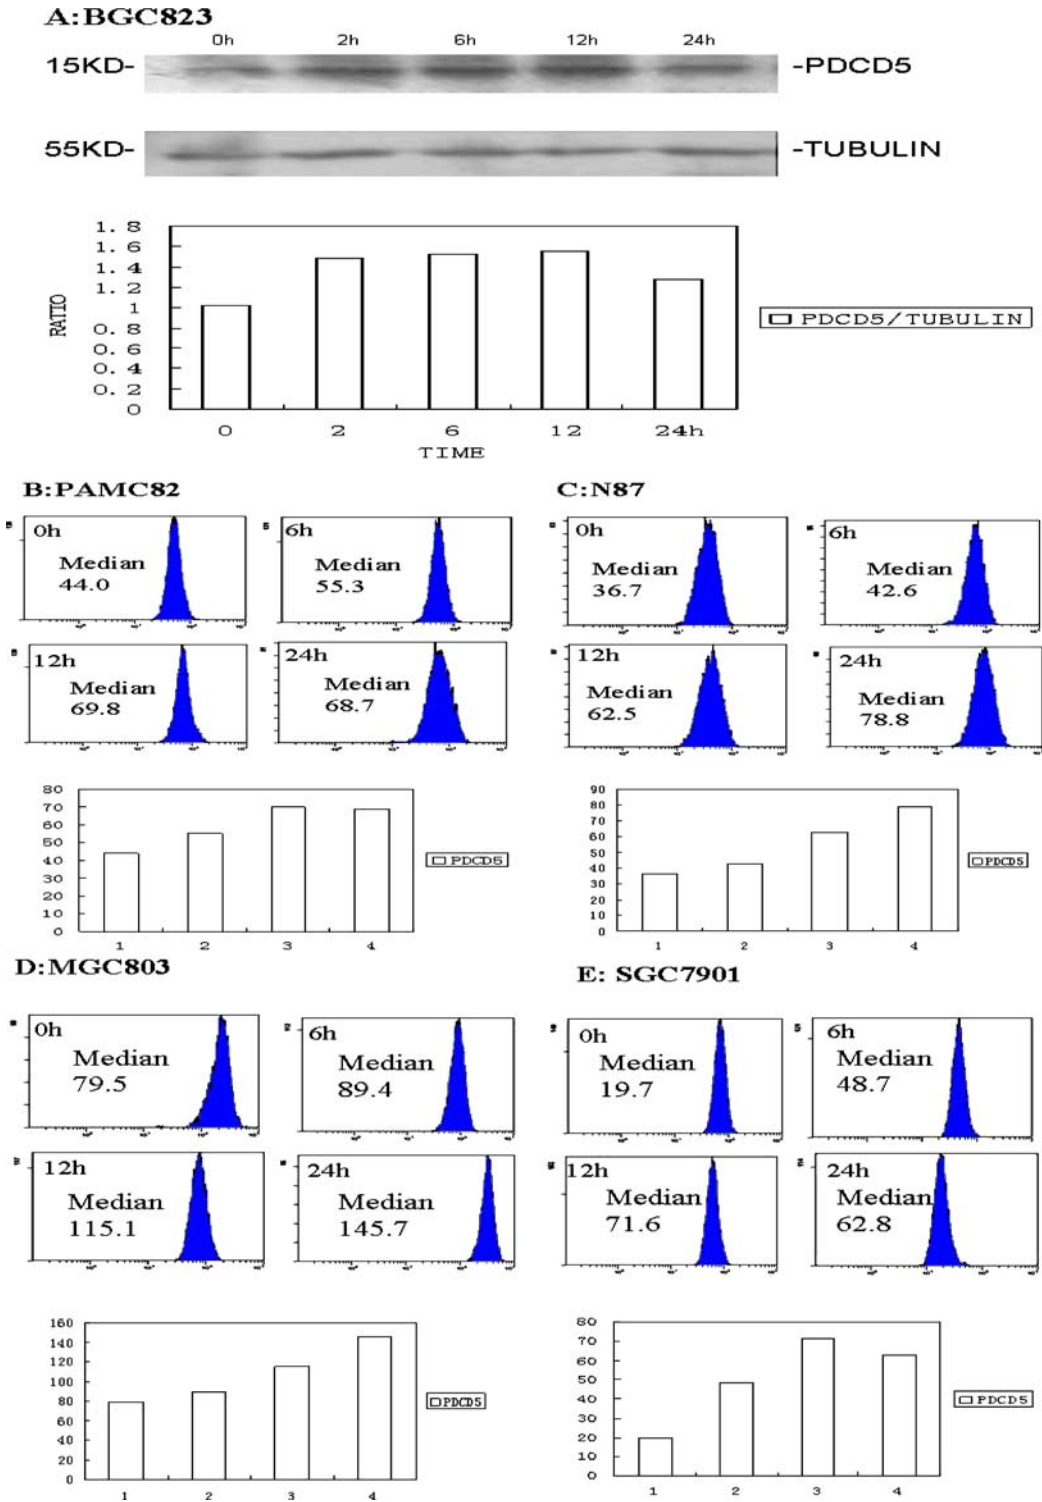 A:BGC823
0h 2h 6h 12h 24h
15KD- -PDCD5
55KD- -TUBULIN
1.8
1.6
1.4
1.2
1
0.8
0.6
0.4
0.2
0
RATIO
0 2 6 12 24h
TIME
PDCD5/TUBULIN
B:PAMC82
0h
Median
44.0
6h
Median
55.3
12h
Median
69.8
24h
Median
68.7
80
70
60
50
40
30
20
10
0
1 2 3 4
PDCD5
C:N87
0h
Median
36.7
6h
Median
42.6
12h
Median
62.5
24h
Median
78.8
90
80
70
60
50
40
30
20
10
0
1 2 3 4
PDCD5
D:MGC803
0h
Median
79.5
6h
Median
89.4
12h
Median
115.1
24h
Median
145.7
160
140
120
100
80
60
40
20
0
1 2 3 4
PDCD5
E: SGC7901
0h
Median
19.7
6h
Median
48.7
12h
Median
71.6
24h
Median
62.8
80
70
60
50
40
30
20
10
0
1 2 3 4
PDCD5